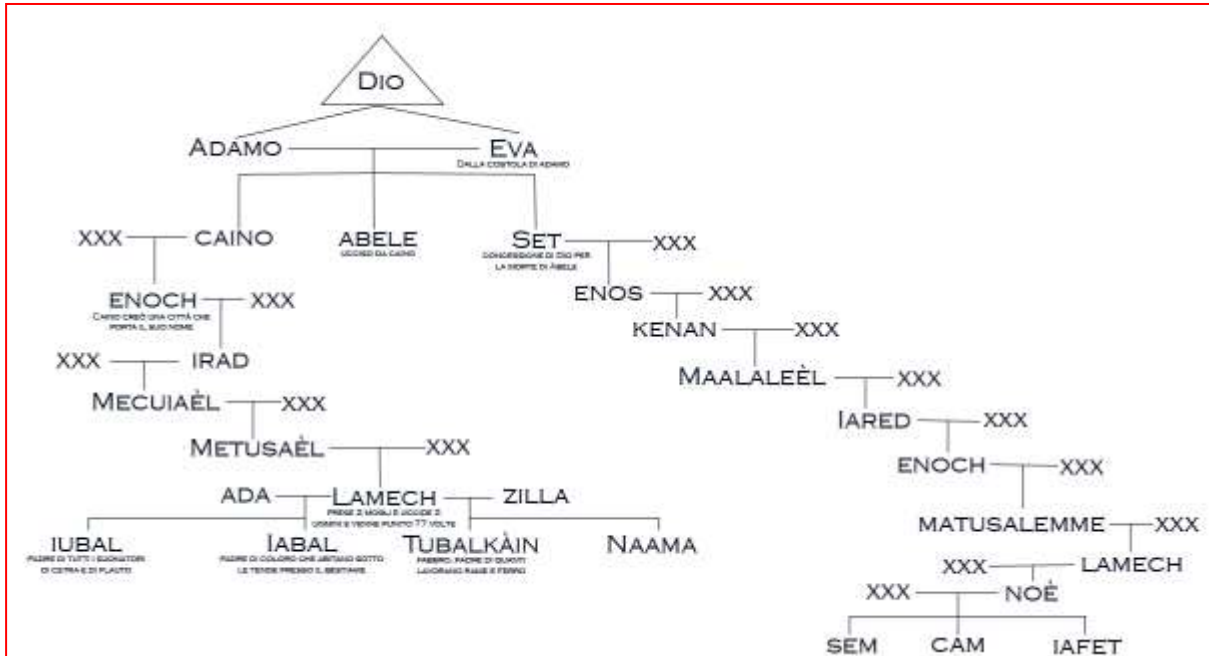 DIO
ADAMO EVA
DALLA COSTOLA DI ADAMO
XXX CAINO ABELE SET XXX
UCCISO DA CAINO CONCESSIONE DI DIO PER
LA MORTE DI ABELE
ENOCH XXX ENOS XXX
CAINO CREÒ UNA CITTÀ CHE
PORTA IL SUO NOME
KENAN XXX
XXX IRAD MAALALEÈL XXX
MECUIAÈL XXX IARED XXX
METUSAÈL XXX ENOCH XXX
ADA LAMECH ZILLA
PRESE 2 MOGLI E UCCIDE 2
UOMINI E VENNE PUNITO 77 VOLTE
MATUSALEMME XXX
IUBAL IABAL TUBALKÀIN NAAMA
PADRE DI TUTTI I SUONATORI PADRE DI COLORO CHE ABITANO SOTTO FABBRO, PADRE DI QUANTI
DI CETRA E DI FLAUTO LE TENDE PRESSO IL BESTIAME LAVORANO RAME E FERRO
XXX LAMECH
XXX NOÈ
SEM CAM IAFET